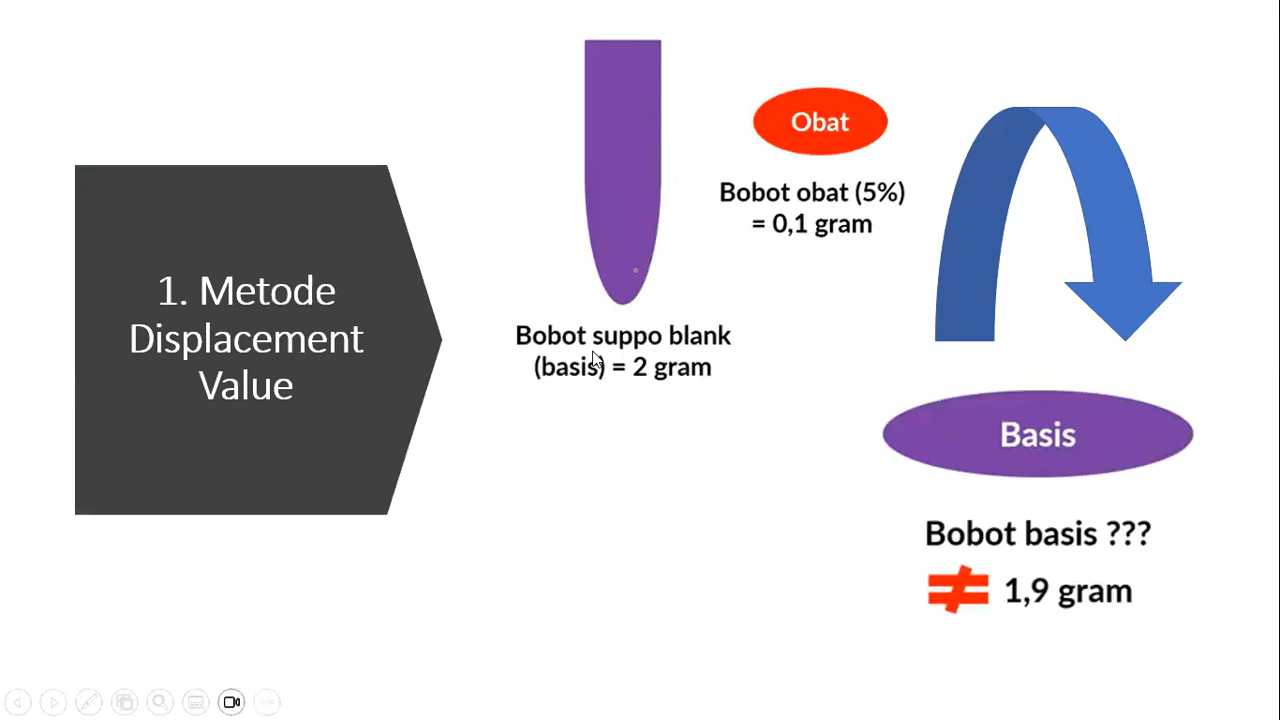 1. Metode
Displacement
Value
Bobot suppo blank
(basis) = 2 gram
Obat
Bobot obat (5%)
= 0,1 gram
Basis
Bobot basis ???
≠ 1,9 gram